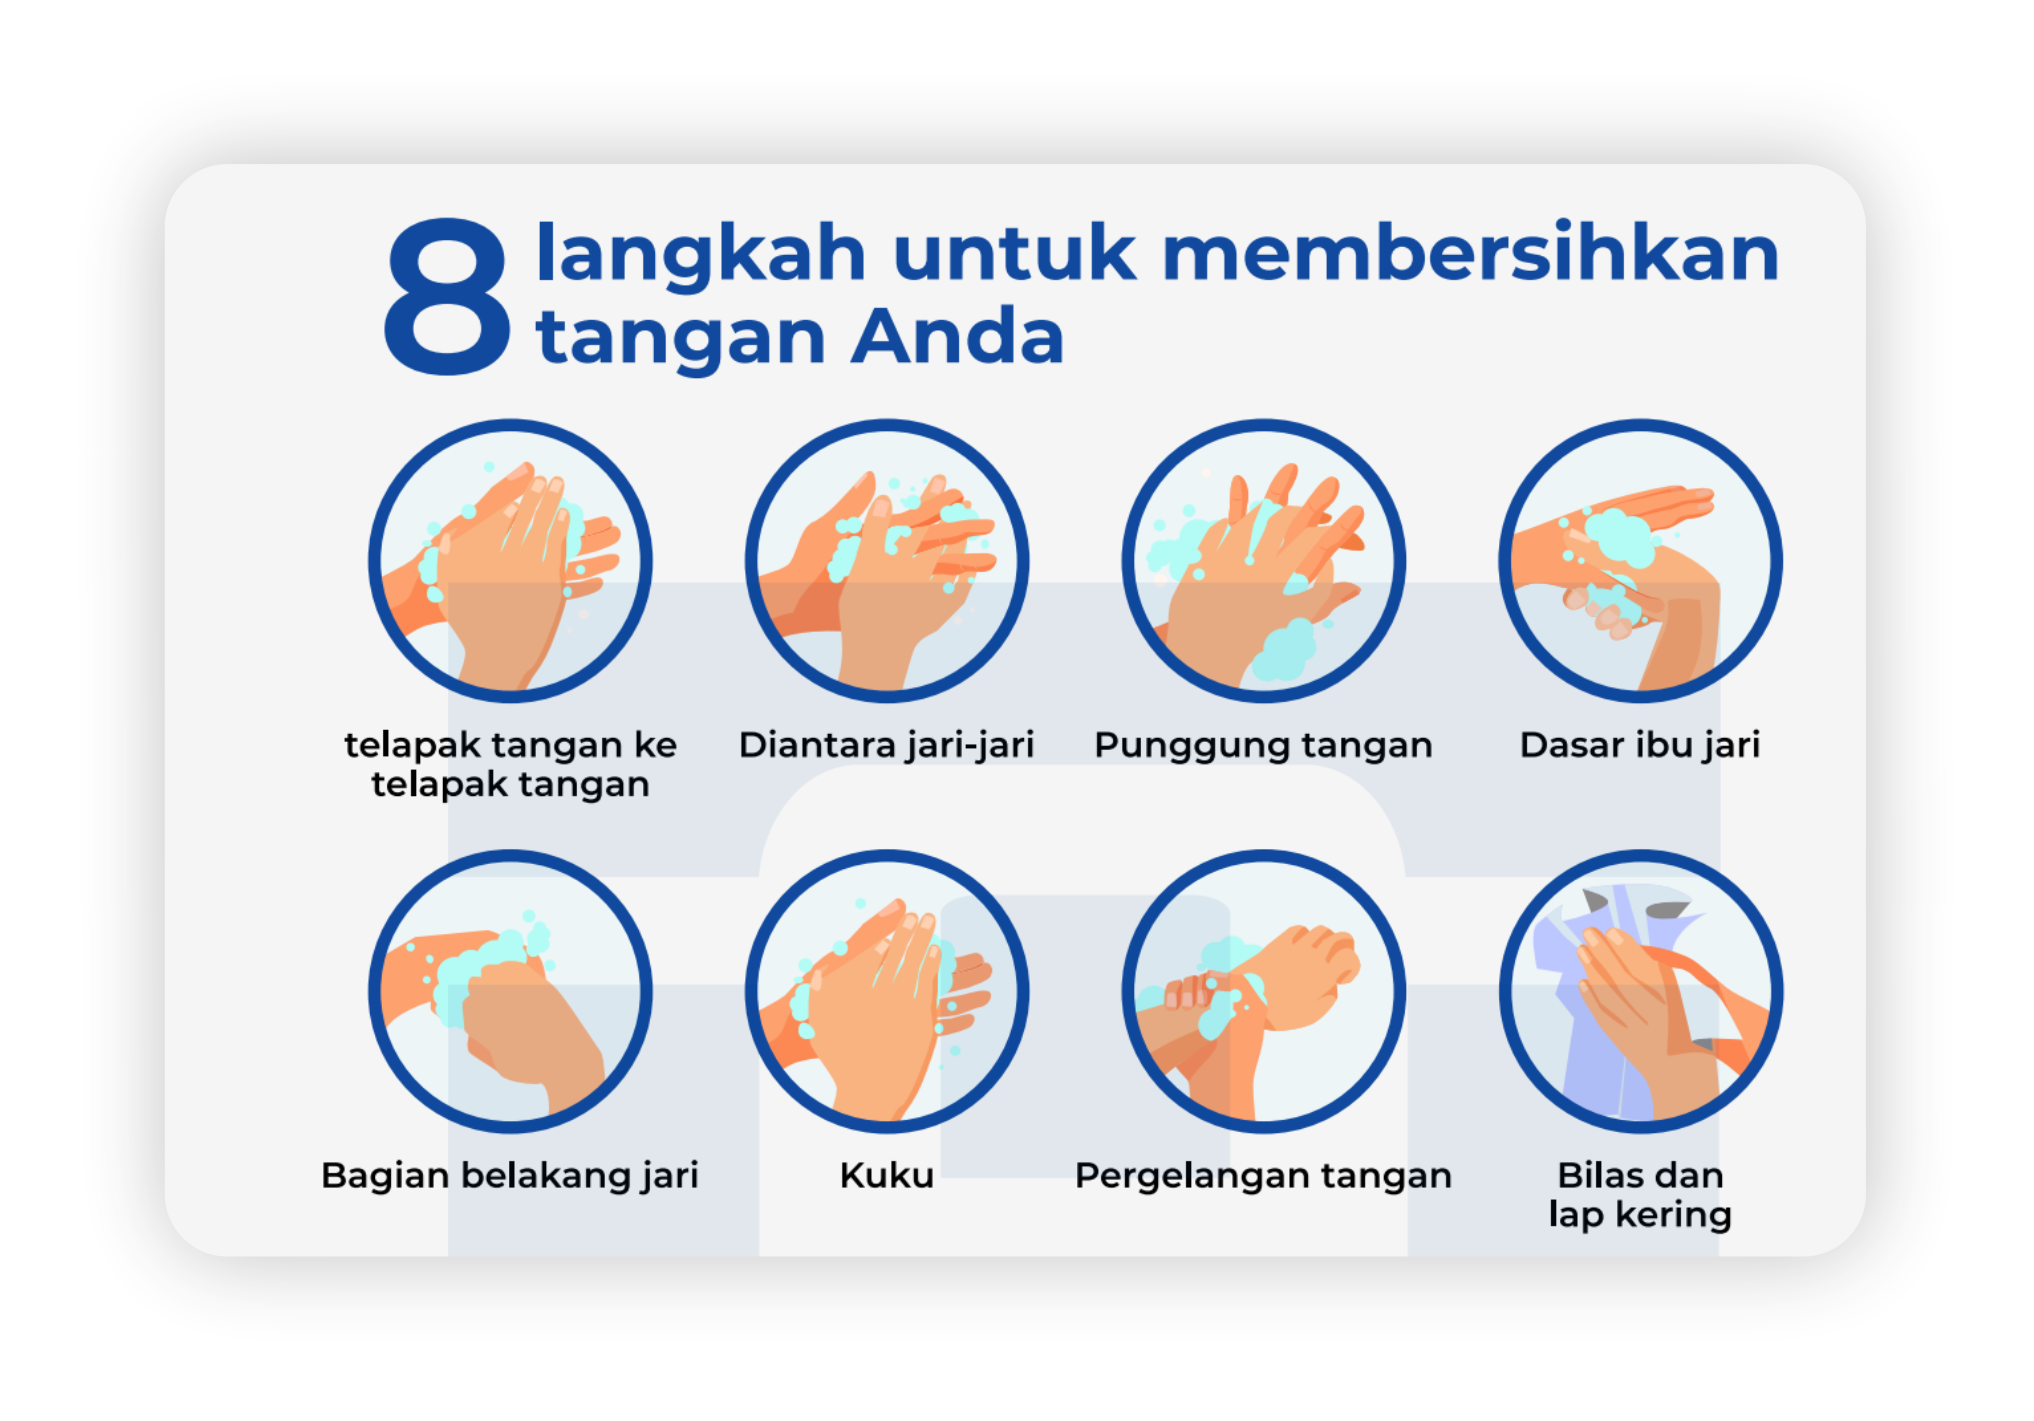 8 langkah untuk membersihkan
tangan Anda
telapak tangan ke
telapak tangan
Diantara jari-jari
Punggung tangan
Dasar ibu jari
Bagian belakang jari
Kuku
Pergelangan tangan
Bilas dan
lap kering